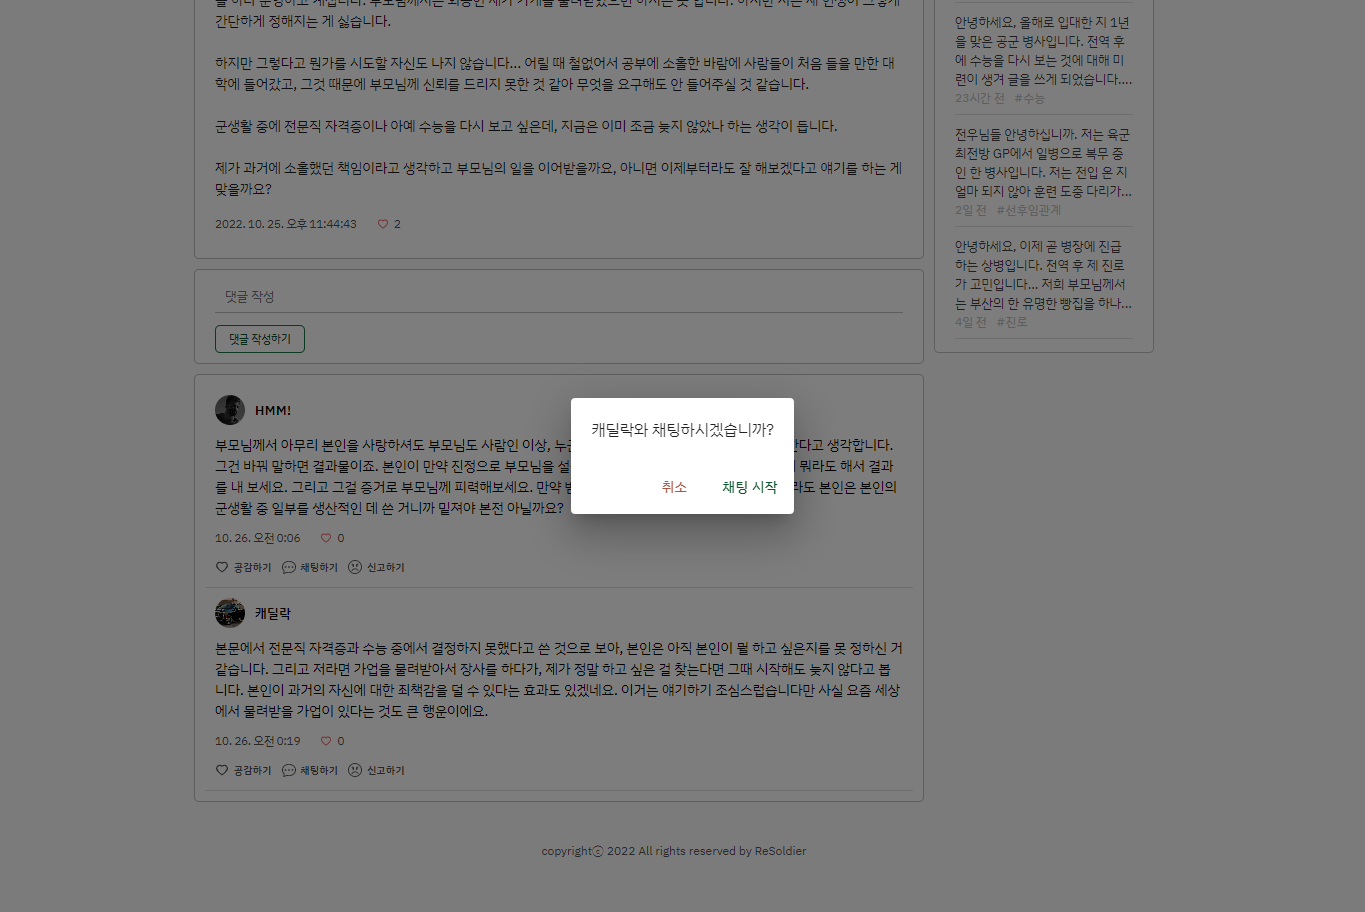 간단하게 정해지는 게 싫습니다.
하지만 그렇다고 뭔가를 시도할 자신도 나지 않습니다... 어릴 때 철없어서 공부에 소홀한 바람에 사람들이 처음 들을 만한 대
학에 들어갔고, 그것 때문에 부모님께 신뢰를 드리지 못한 것 같아 무엇을 요구해도 안 들어주실 것 같습니다.
군생활 중에 전문직 자격증이나 아예 수능을 다시 보고 싶은데, 지금은 이미 조금 늦지 않았나 하는 생각이 듭니다.
제가 과거에 소홀했던 책임이라고 생각하고 부모님의 일을 이어받을까요, 아니면 이제부터라도 잘 해보겠다고 얘기를 하는 게
맞을까요?
2022. 10. 25. 오후 11:44:43 2
댓글 작성
댓글 작성하기
HMM!
부모님께서 아무리 본인을 사랑하셔도 부모님도 사람인 이상, 누
한다고 생각합니다.
그건 바꿔 말하면 결과물이죠. 본인이 만약 진정으로 부모님을 설
뭐라도 해서 결과
를 내 보세요. 그리고 그걸 증거로 부모님께 피력해보세요. 만약
라도 본인은 본인의
군생활 중 일부를 생산적인 데 쓴 거니까 밑져야 본전 아닐까요?
10. 26. 오전 0:06 0
공감하기 채팅하기 신고하기
캐딜락
본문에서 전문직 자격증과 수능 중에서 결정하지 못했다고 쓴 것으로 보아, 본인은 아직 본인이 뭘 하고 싶은지를 못 정하신 거
같습니다. 그리고 저라면 가업을 물려받아서 장사를 하다가, 제가 정말 하고 싶은 걸 찾는다면 그때 시작해도 늦지 않다고 봅
니다. 본인이 과거의 자신에 대한 죄책감을 덜 수 있다는 효과도 있겠네요. 이거는 얘기하기 조심스럽습니다만 사실 요즘 세상
에서 물려받을 가업이 있다는 것도 큰 행운이에요.
10. 26. 오전 0:19 0
공감하기 채팅하기 신고하기
캐딜락와 채팅하시겠습니까?
취소 채팅 시작
안녕하세요, 올해로 입대한 지 1년
을 맞은 공군 병사입니다. 전역 후
에 수능을 다시 보는 것에 대해 미
련이 생겨 글을 쓰게 되었습니다....
23시간 전 #수능
전우님들 안녕하십니까. 저는 육군
최전방 GP에서 일병으로 복무 중
인 한 병사입니다. 저는 전입 온 지
얼마 되지 않아 훈련 도중 다리가...
2일 전 #선후임관계
안녕하세요, 이제 곧 병장에 진급
하는 상병입니다. 전역 후 제 진로
가 고민입니다... 저희 부모님께서
는 부산의 한 유명한 빵집을 하나...
4일 전 #진로
copyrightⓒ 2022 All rights reserved by ReSoldier